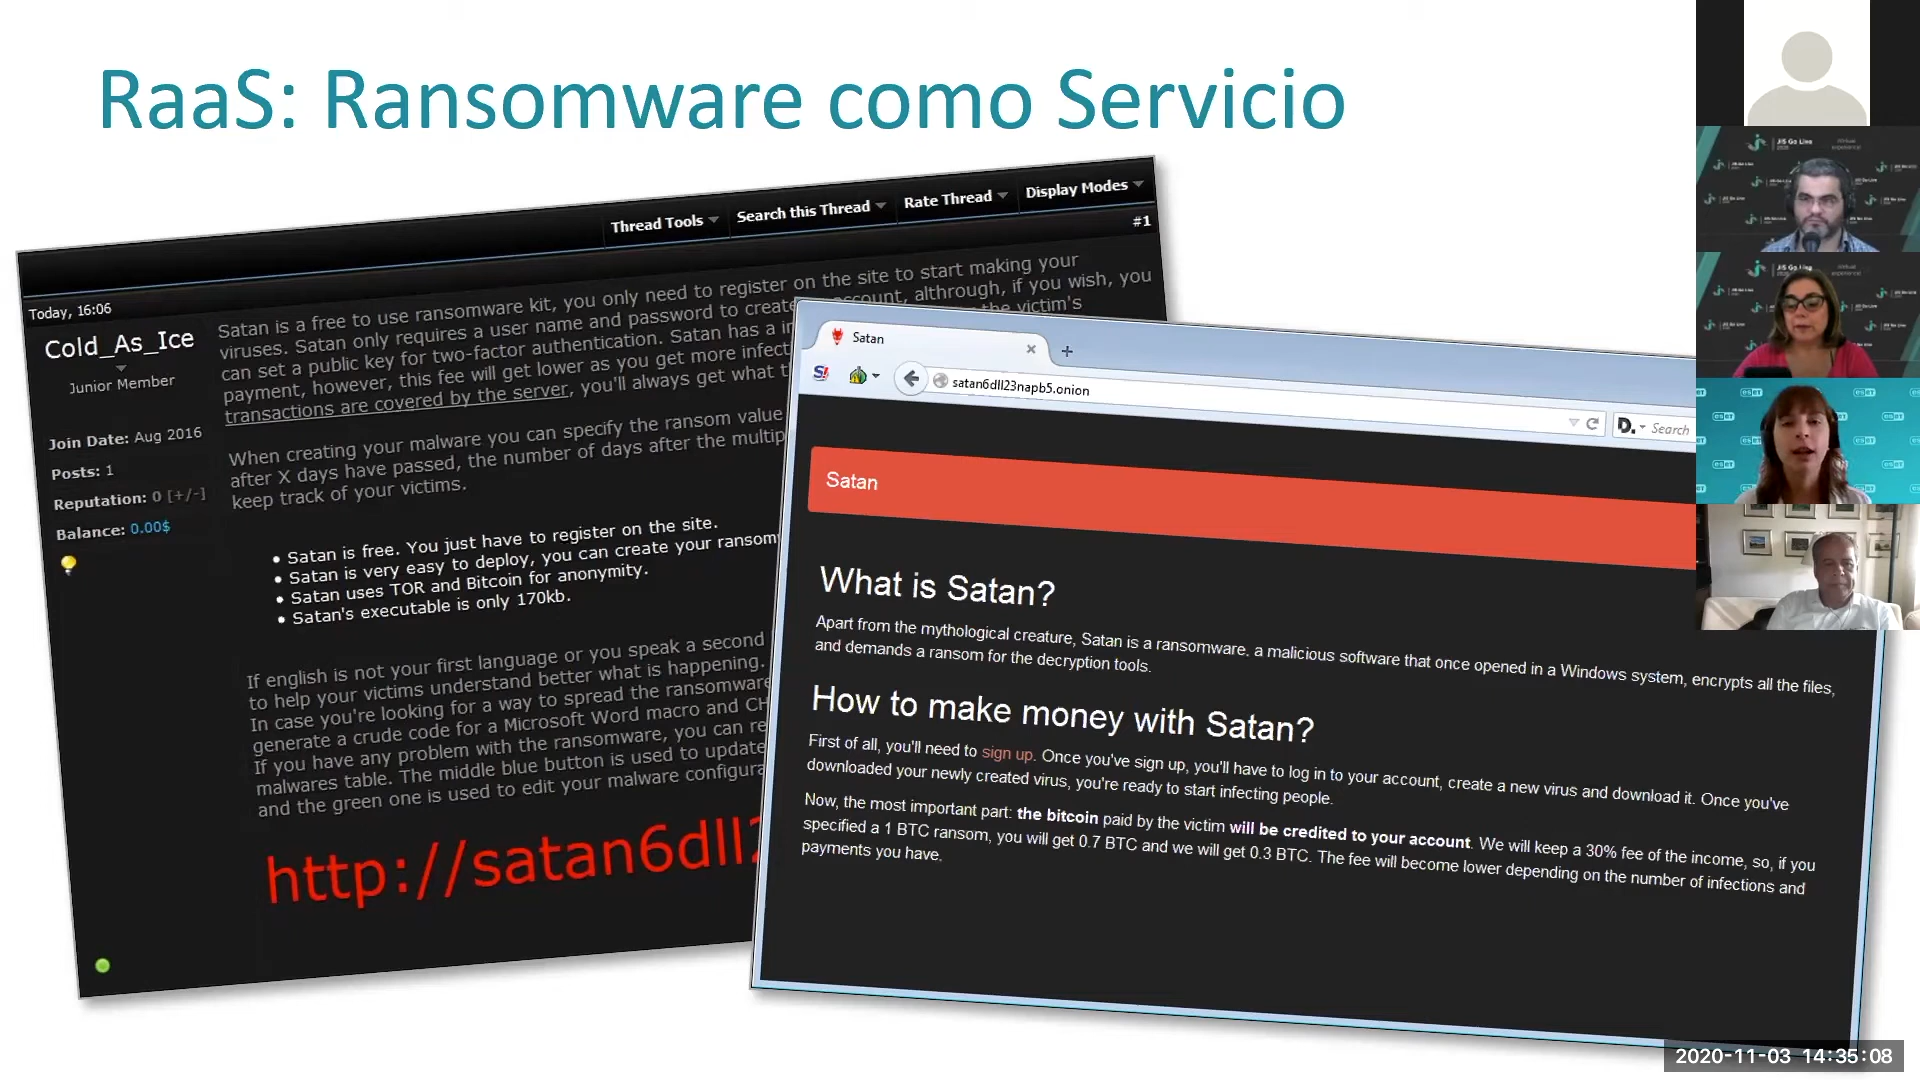 RaaS: Ransomware como Servicio
Thread Tools
Search this Thread
Rate Thread
Display Modes
#1
Today, 16:06
Cold_As_Ice
Junior Member
Join Date: Aug 2016
Posts: 1
Reputation: 0 [+/-]
Balance: 0.00$
Satan is a free to use ransomware kit, you only need to register on the site to start making your
viruses. Satan only requires a user name and password to create account, althrough, if you wish, you
can set a public key for two-factor authentication. Satan has a the victim's
payment, however, this fee will get lower as you get more
transactions are covered by the server, you'll always get what
When creating your malware you can specify the ransom value
after X days have passed, the number of days after the
keep track of your victims.
• Satan is free. You just have to register on the site.
• Satan is very easy to deploy, you can create your
• Satan uses TOR and Bitcoin for anonymity.
• Satan's executable is only 170kb.
If english is not your first language or you speak a second
to help your victims understand better what is happening.
In case you're looking for a way to spread the ransomware
generate a crude code for a Microsoft Word macro and
If you have any problem with the ransomware, you can
malwares table. The middle blue button is used to update
and the green one is used to edit your malware
http://satan6dll
Satan
satan6dll23napb5.onion
Search
Satan
What is Satan?
Apart from the mythological creature, Satan is a ransomware. a malicious software that once opened in a Windows system, encrypts all the files,
and demands a ransom for the decryption tools.
How to make money with Satan?
First of all, you'll need to sign up. Once you've sign up, you'll have to log in to your account, create a new virus and download it. Once you've
downloaded your newly created virus, you're ready to start infecting people.
Now, the most important part: the bitcoin paid by the victim will be credited to your account. We will keep a 30% fee of the income, so, if you
specified a 1 BTC ransom, you will get 0.7 BTC and we will get 0.3 BTC. The fee will become lower depending on the number of infections and
payments you have.
JIS Go Live
eset
2020-11-03 14:35:08